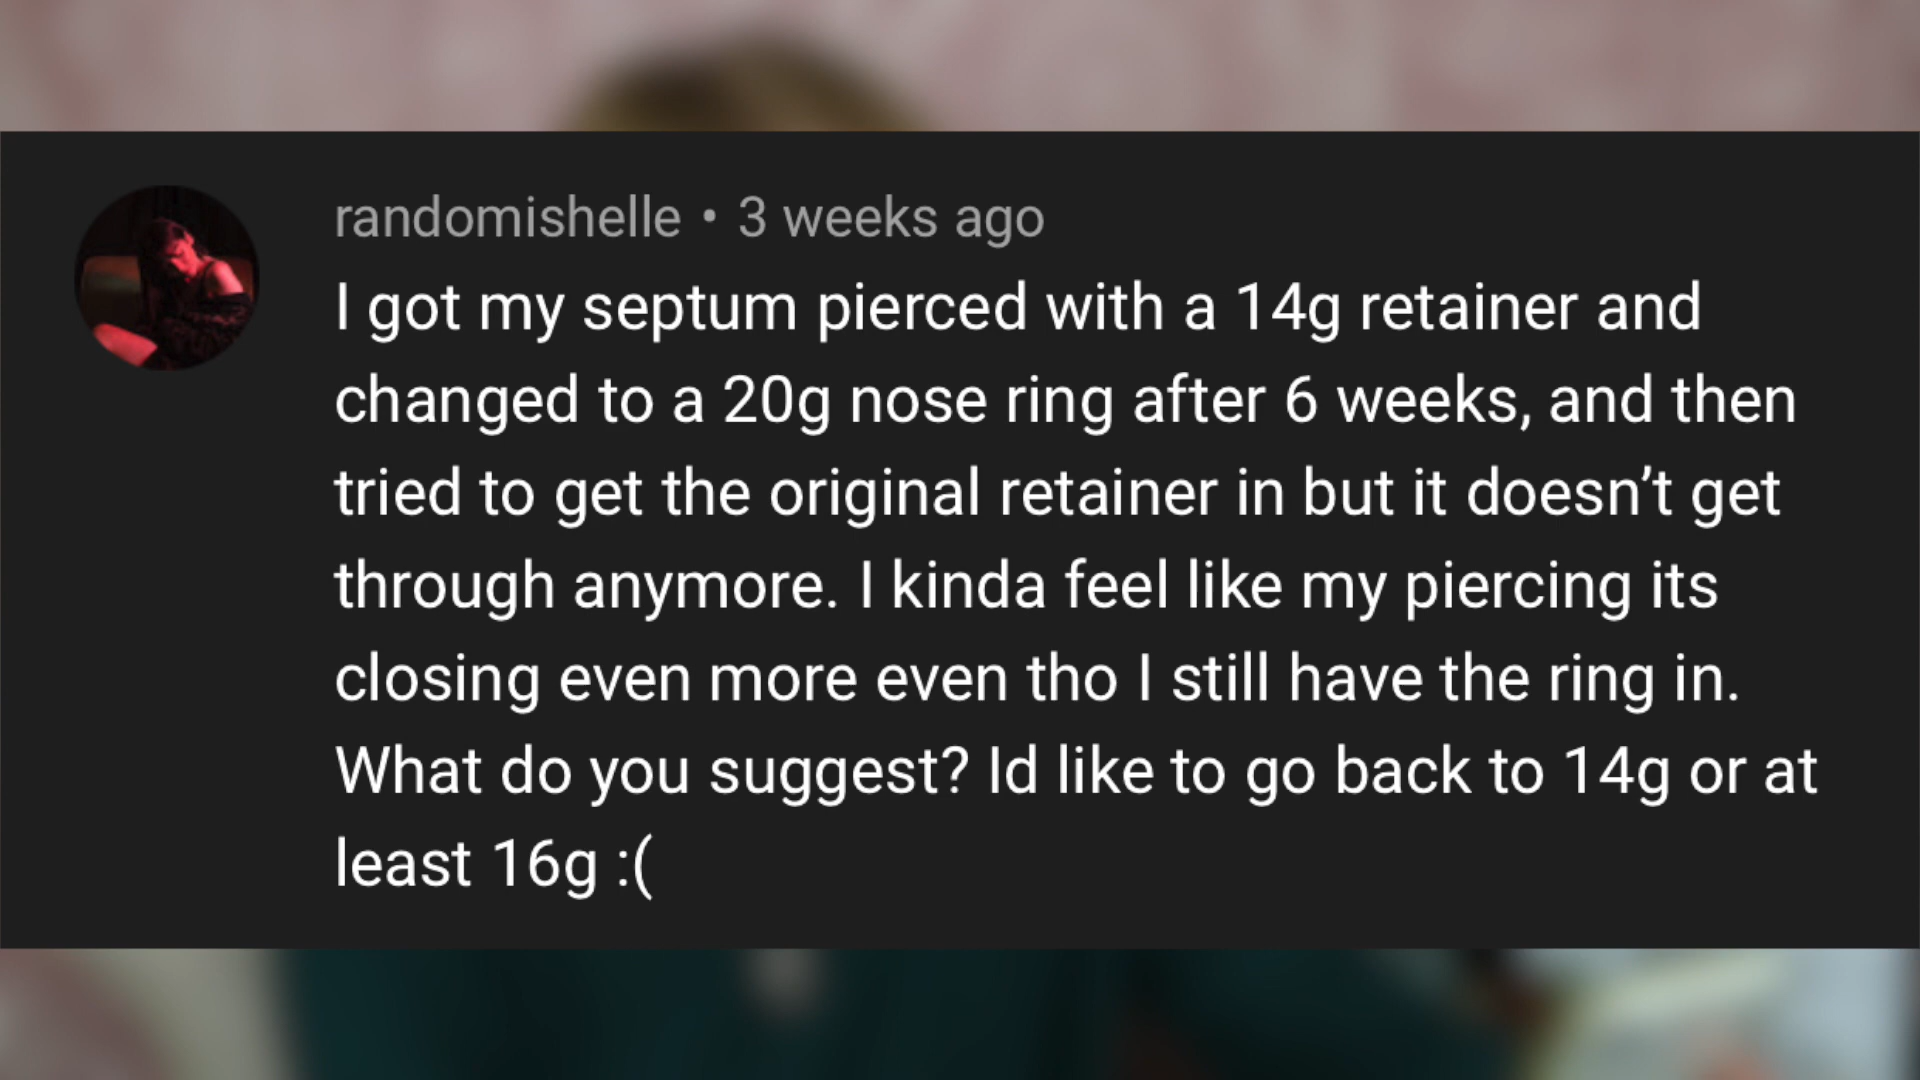 randomishelle • 3 weeks ago
I got my septum pierced with a 14g retainer and
changed to a 20g nose ring after 6 weeks, and then
tried to get the original retainer in but it doesn’t get
through anymore. I kinda feel like my piercing its
closing even more even tho I still have the ring in.
What do you suggest? Id like to go back to 14g or at
least 16g :(